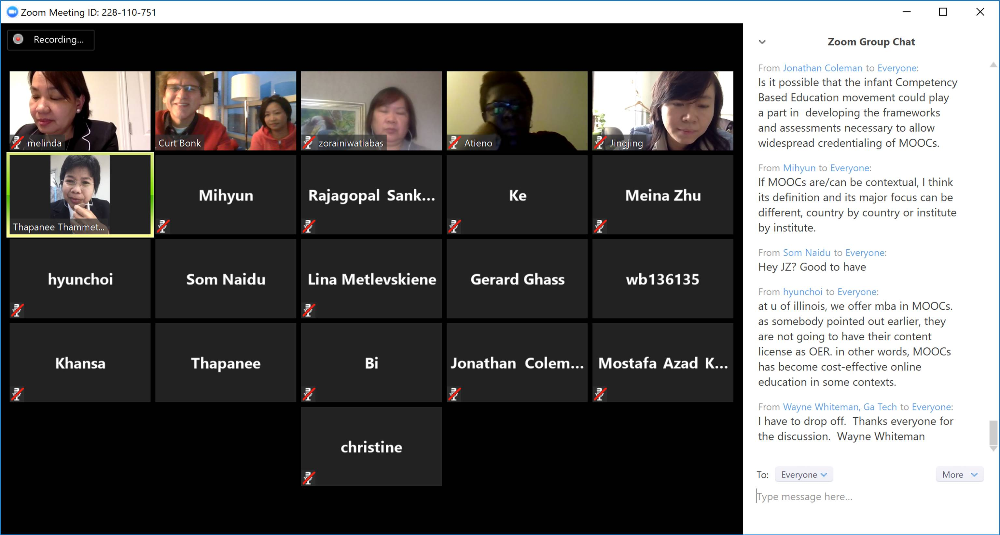 Zoom Meeting ID: 228-110-751
Recording...
melinda
Curt Bonk
zorainiwatiabas
Atieno
Jingjing
Thapanee Thammet...
Mihyun
Rajagopal Sank...
Ke
Meina Zhu
hyunchoi
Som Naidu
Lina Metlevskiene
Gerard Ghass
wb136135
Khansa
Thapanee
Bi
Jonathan Colem...
Mostafa Azad K...
christine
Zoom Group Chat
From Jonathan Coleman to Everyone:
Is it possible that the infant Competency
Based Education movement could play
a part in  developing the frameworks
and assessments necessary to allow
widespread credentialing of MOOCs.
From Mihyun to Everyone:
If MOOCs are/can be contextual, I think
its definition and its major focus can be
different, country by country or institute
by institute.
From Som Naidu to Everyone:
Hey JZ? Good to have
From hyunchoi to Everyone:
at u of illinois, we offer mba in MOOCs.
as somebody pointed out earlier, they
are not going to have their content
license as OER. in other words, MOOCs
has become cost-effective online
education in some contexts.
From Wayne Whiteman, Ga Tech to Everyone:
I have to drop off.  Thanks everyone for
the discussion.  Wayne Whiteman
To: Everyone More
Type message here...